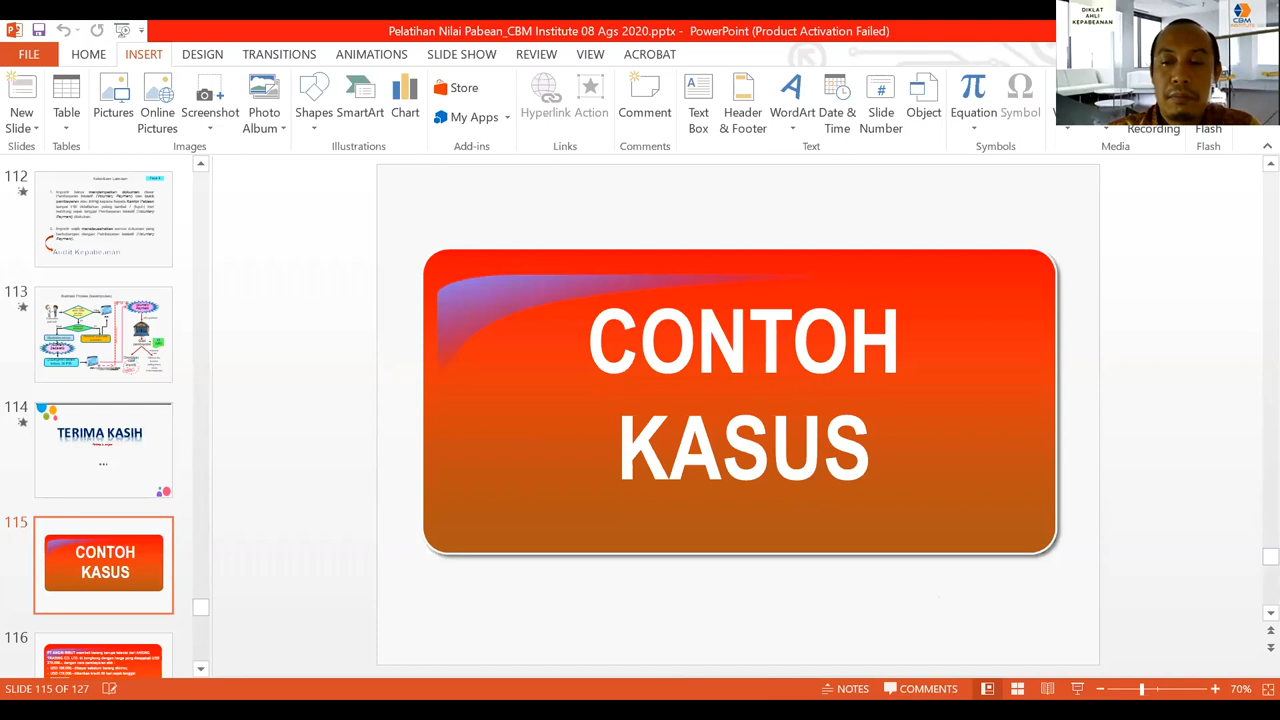 Pelatihan Nilai Pabean_CBM Institute 08 Ags 2020.pptx - PowerPoint (Product Activation Failed)
DIKLAT
AHLI
KEPABEANAN
CBM
INSTITUTE
FILE HOME INSERT DESIGN TRANSITIONS ANIMATIONS SLIDE SHOW REVIEW VIEW ACROBAT
New
Slide
Table
Pictures
Online
Pictures
Screenshot
Photo
Album
Shapes
SmartArt
Chart
Store
My Apps
Hyperlink
Action
Comment
Text
Box
Header
& Footer
WordArt
Date &
Time
Slide
Number
Object
Equation
Symbol
Recording
Flash
Slides Tables Images Illustrations Add-ins Links Comments Text Symbols Media Flash
112
Audit Kepabeanan
113
114
TERIMA KASIH
115
CONTOH
KASUS
116
CONTOH
KASUS
SLIDE 115 OF 127
NOTES
COMMENTS
70%